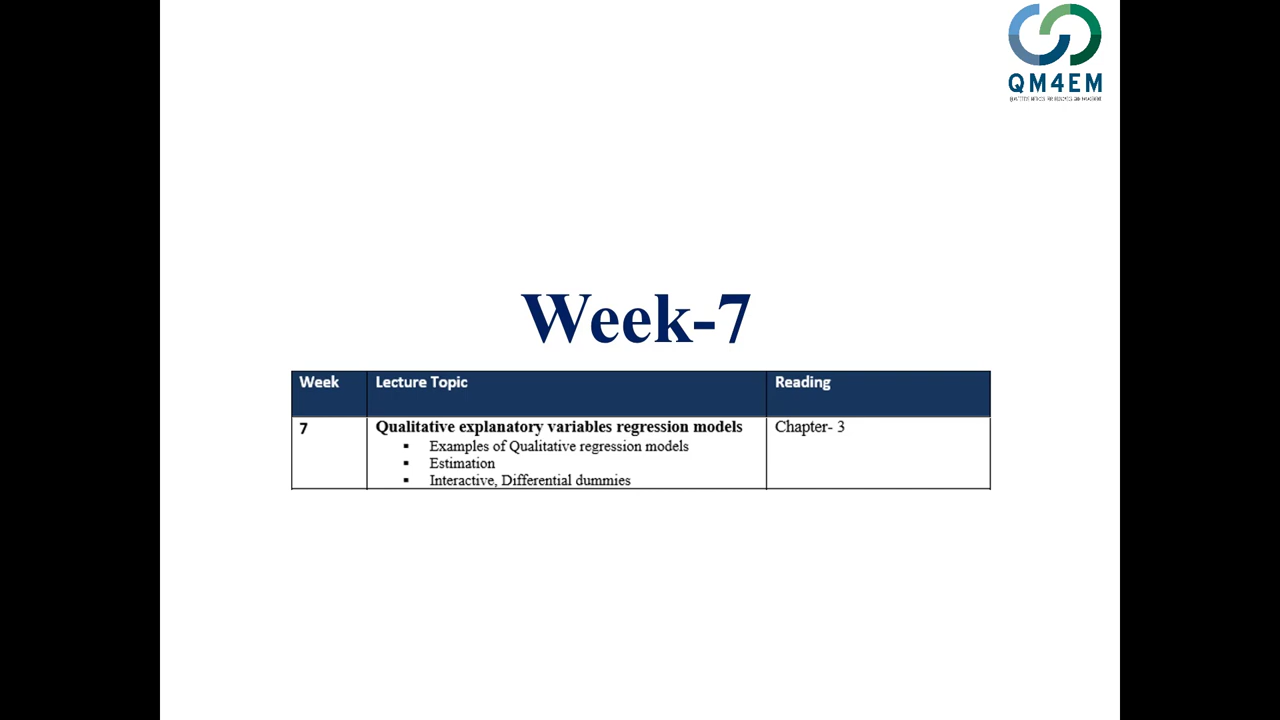 QM4EM
Week-7
Week Lecture Topic Reading
7 Qualitative explanatory variables regression models Chapter- 3
▪ Examples of Qualitative regression models
▪ Estimation
▪ Interactive, Differential dummies